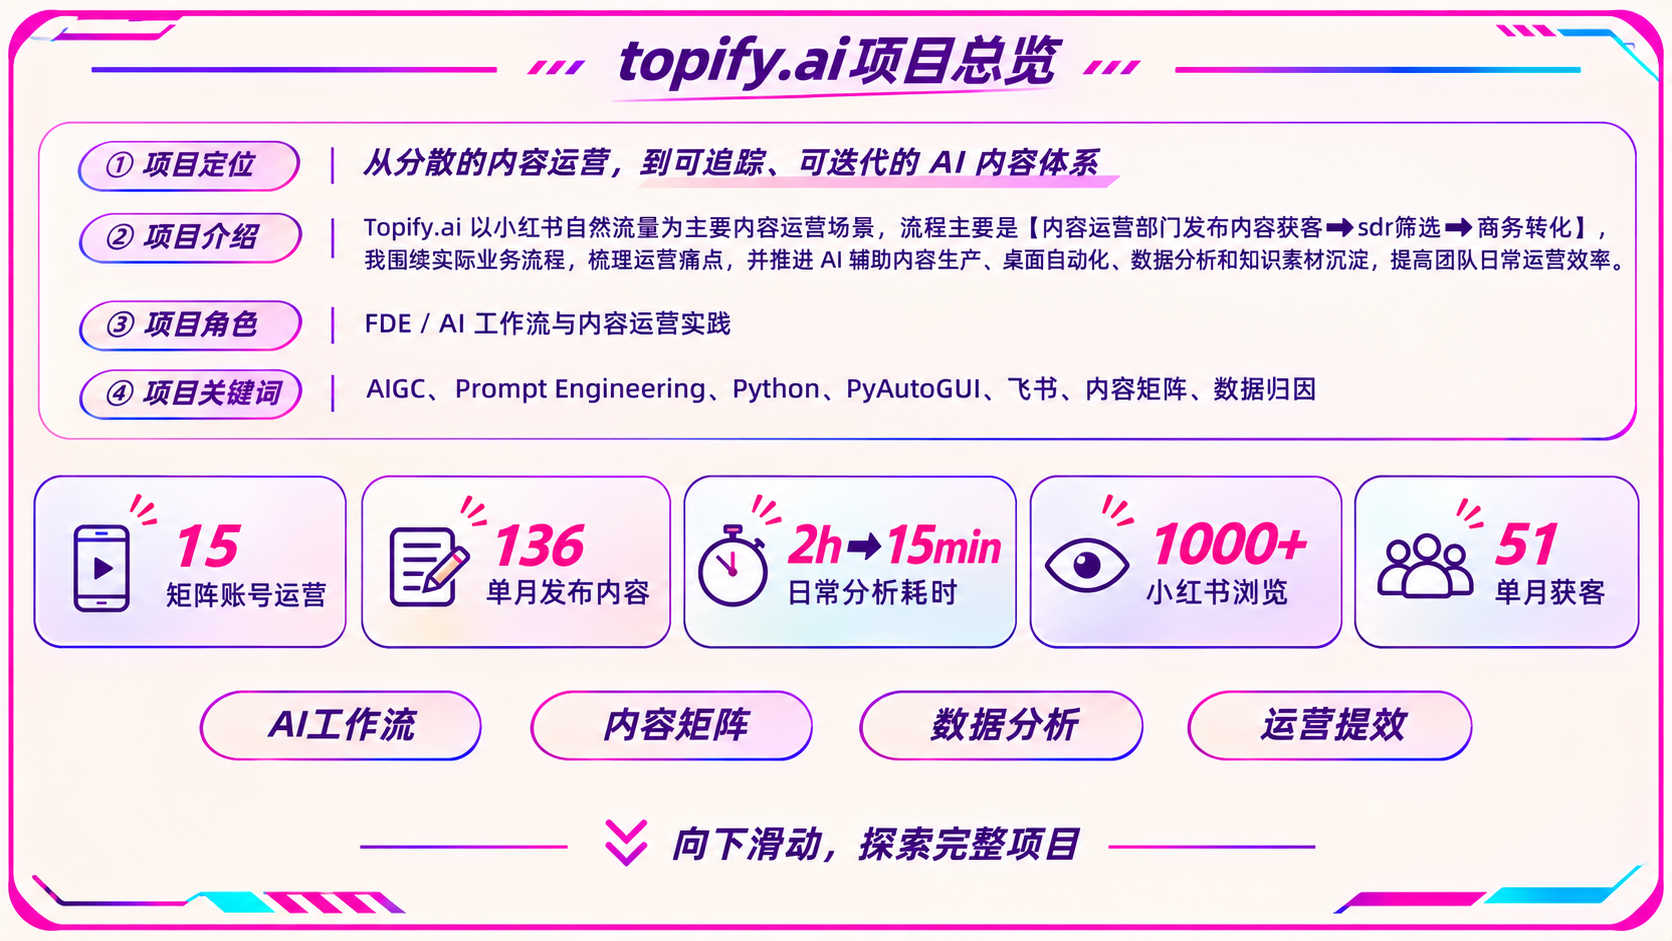 topify.ai项目总览
① 项目定位
从分散的内容运营，到可追踪、可迭代的 AI 内容体系
② 项目介绍
Topify.ai 以小红书自然流量为主要内容运营场景，流程主要是【内容运营部门发布内容获客➡sdr筛选➡商务转化】，
我围续实际业务流程，梳理运营痛点，并推进 AI 辅助内容生产、桌面自动化、数据分析和知识素材沉淀，提高团队日常运营效率。
③ 项目角色
FDE / AI 工作流与内容运营实践
④ 项目关键词
AIGC、Prompt Engineering、Python、PyAutoGUI、飞书、内容矩阵、数据归因
15
矩阵账号运营
136
单月发布内容
2h➡15min
日常分析耗时
1000+
小红书浏览
51
单月获客
AI工作流
内容矩阵
数据分析
运营提效
向下滑动，探索完整项目